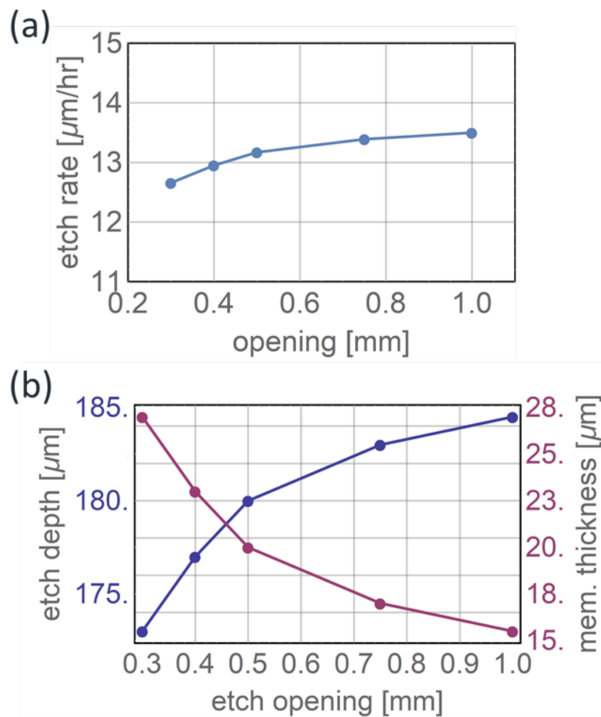 (a)
15
14
13
12
11
etch rate [µm/hr]
0.2 0.4 0.6 0.8 1.0
opening [mm]
(b)
185.
180.
175.
etch depth [µm]
28.
25.
23.
20.
18.
15.
mem. thickness [µm]
0.3 0.4 0.5 0.6 0.7 0.8 0.9 1.0
etch opening [mm]